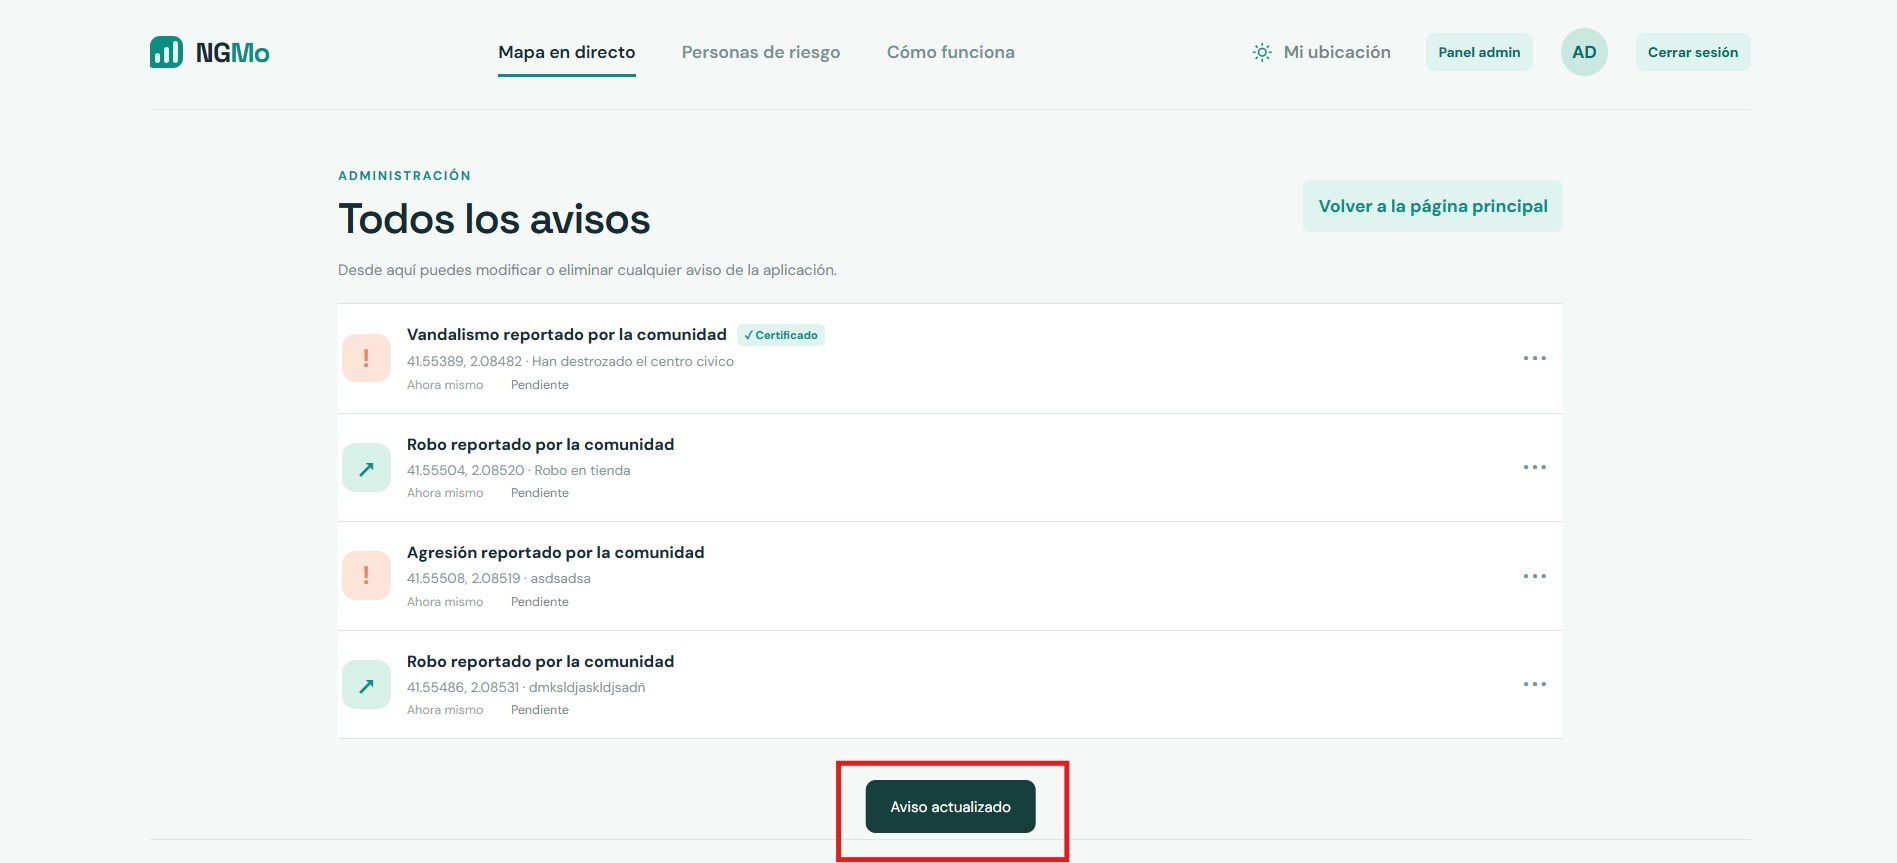 NGMo
Mapa en directo
Personas de riesgo
Cómo funciona
Mi ubicación
Panel admin
AD
Cerrar sesión
ADMINISTRACIÓN
Todos los avisos
Volver a la página principal
Desde aquí puedes modificar o eliminar cualquier aviso de la aplicación.
! Vandalismo reportado por la comunidad ✓ Certificado
41.55389, 2.08482 · Han destrozado el centro civico
Ahora mismo Pendiente
↗ Robo reportado por la comunidad
41.55504, 2.08520 · Robo en tienda
Ahora mismo Pendiente
! Agresión reportado por la comunidad
41.55508, 2.08519 · asdsadsa
Ahora mismo Pendiente
↗ Robo reportado por la comunidad
41.55486, 2.08531 · dmksldjaskldjsadñ
Ahora mismo Pendiente
Aviso actualizado